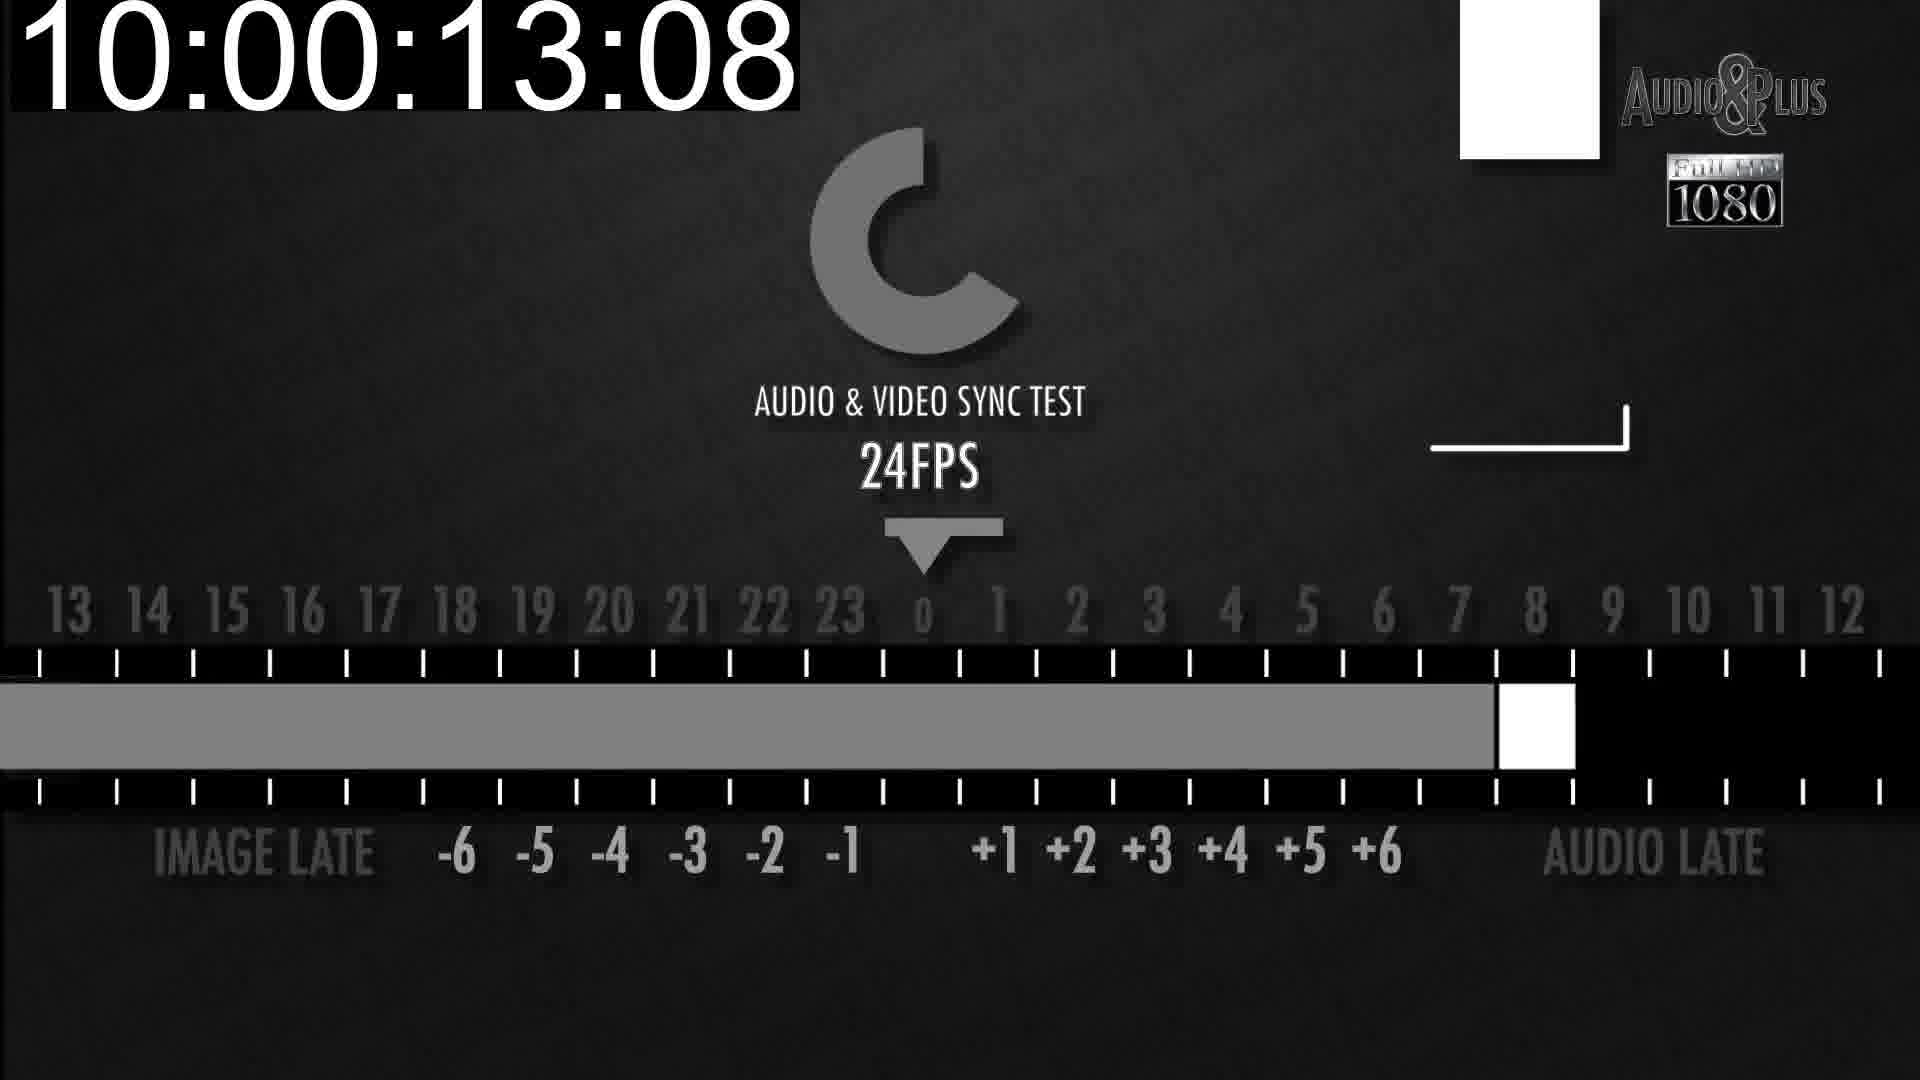 10:00:13:08
AUDIO&PLUS
Full HD
1080
AUDIO & VIDEO SYNC TEST
24FPS
13 14 15 16 17 18 19 20 21 22 23 0 1 2 3 4 5 6 7 8 9 10 11 12
IMAGE LATE -6 -5 -4 -3 -2 -1 +1 +2 +3 +4 +5 +6 AUDIO LATE